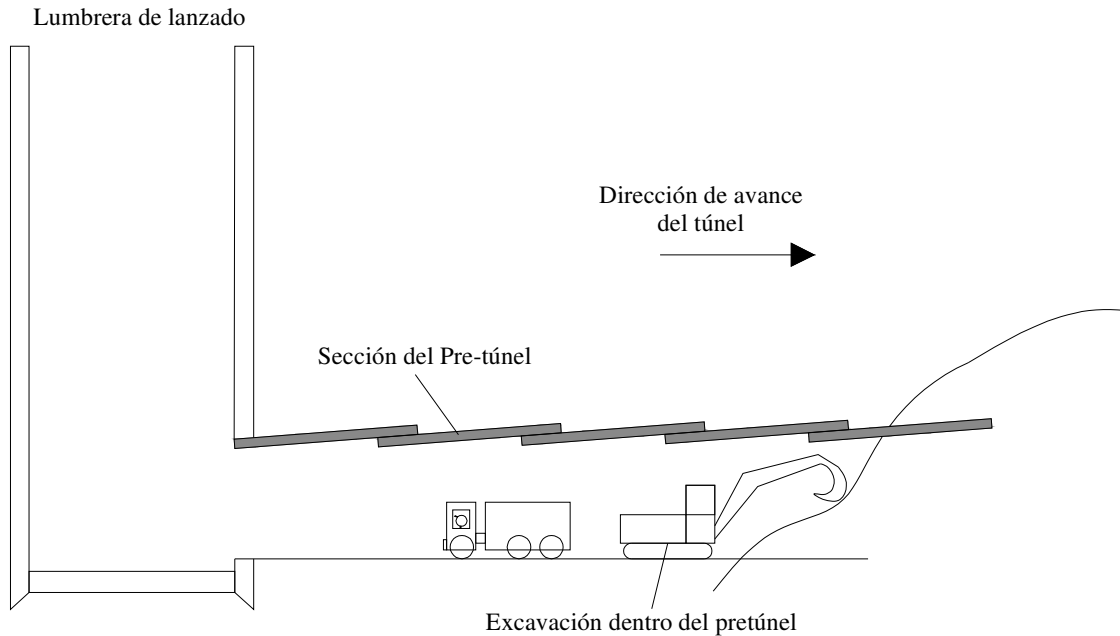 Lumbrera de lanzado
Dirección de avance
del túnel
Sección del Pre-túnel
Excavación dentro del pretúnel